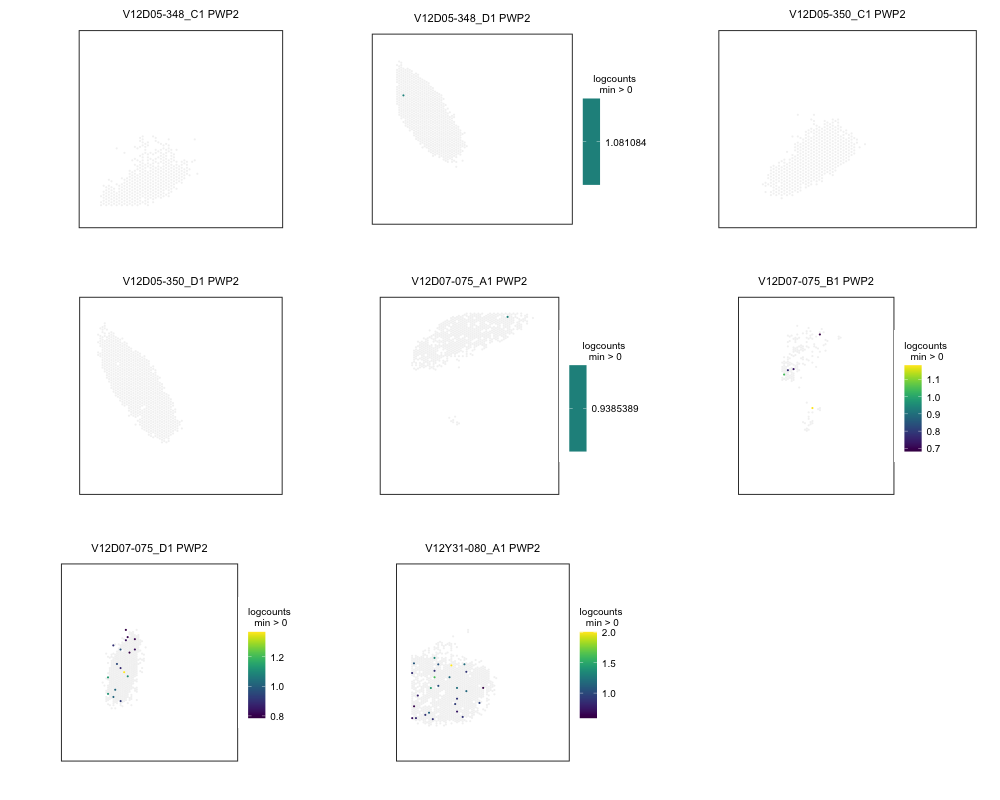 V12D05-348_C1 PWP2
V12D05-348_D1 PWP2
logcounts
min > 0
1.081084
V12D05-350_C1 PWP2
V12D05-350_D1 PWP2
V12D07-075_A1 PWP2
logcounts
min > 0
0.9385389
V12D07-075_B1 PWP2
logcounts
min > 0
1.1
1.0
0.9
0.8
0.7
V12D07-075_D1 PWP2
logcounts
min > 0
1.2
1.0
0.8
V12Y31-080_A1 PWP2
logcounts
min > 0
2.0
1.5
1.0